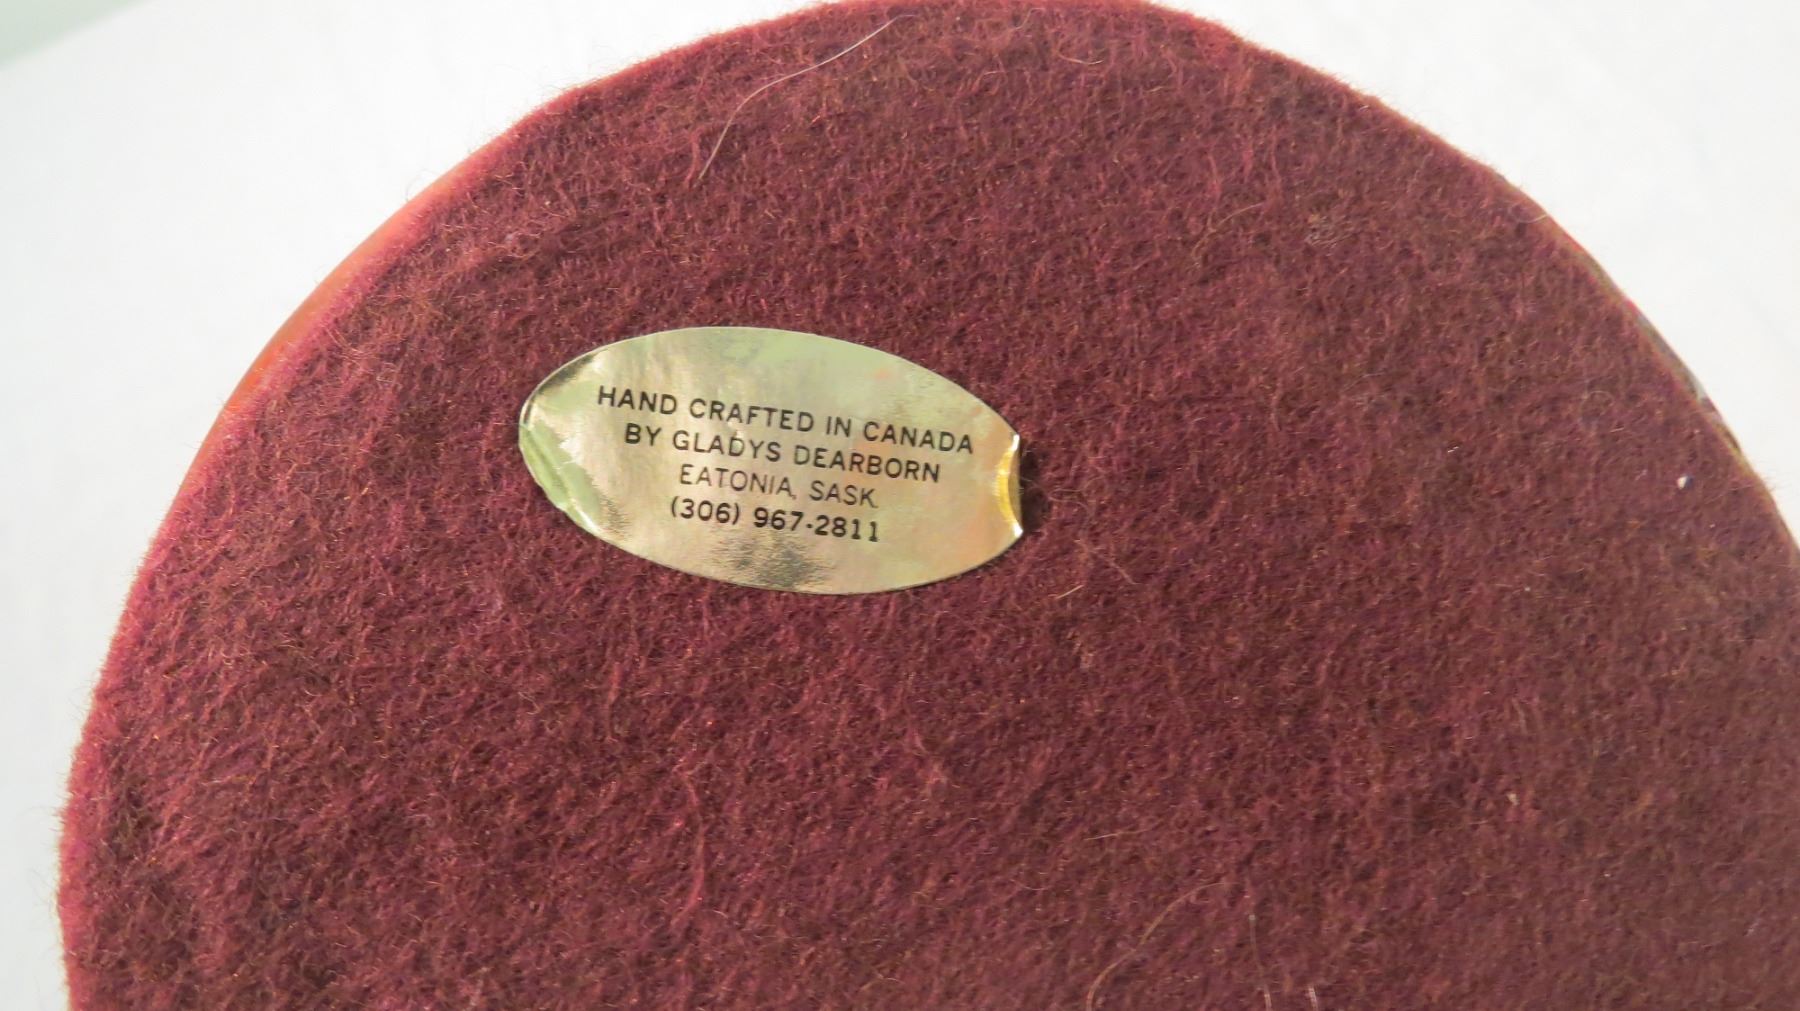 HAND CRAFTED IN CANADA
BY GLADYS DEARBORN
EATONIA, SASK.
(306) 967-2811